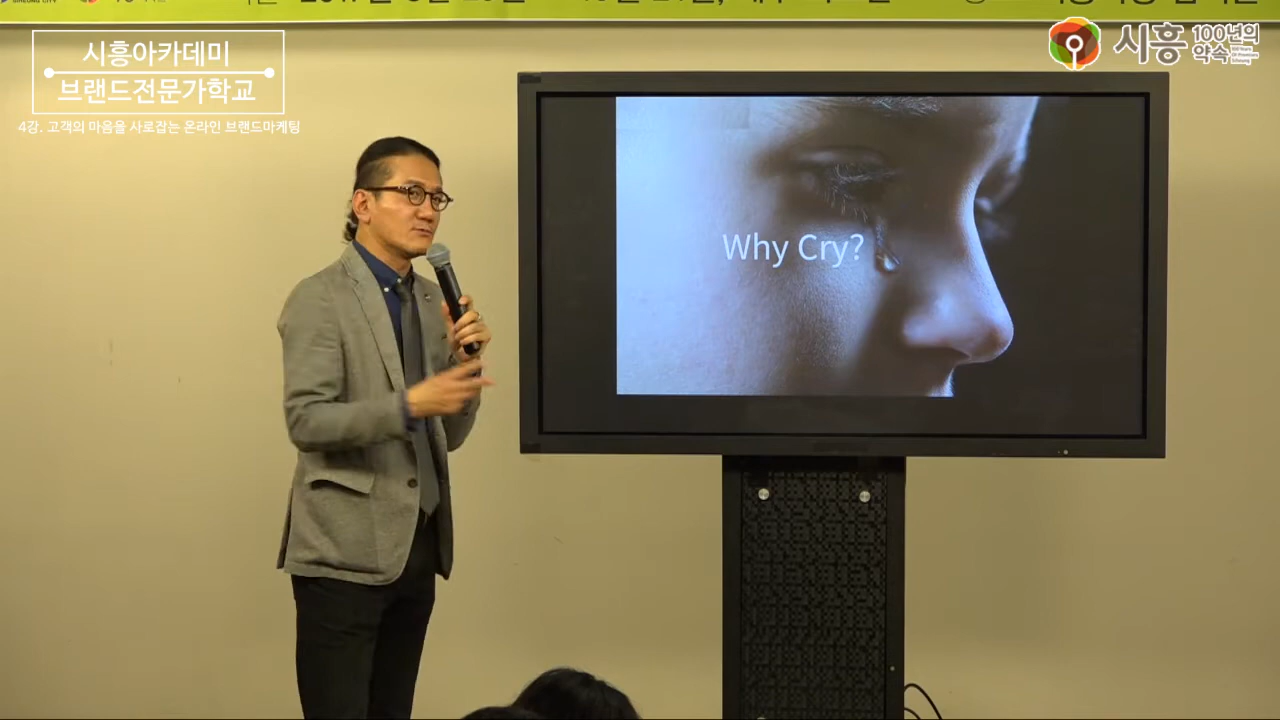 시흥아카데미
브랜드전문가학교
4강. 고객의 마음을 사로잡는 온라인 브랜드마케팅
시흥
100년의
약속
Why Cry?